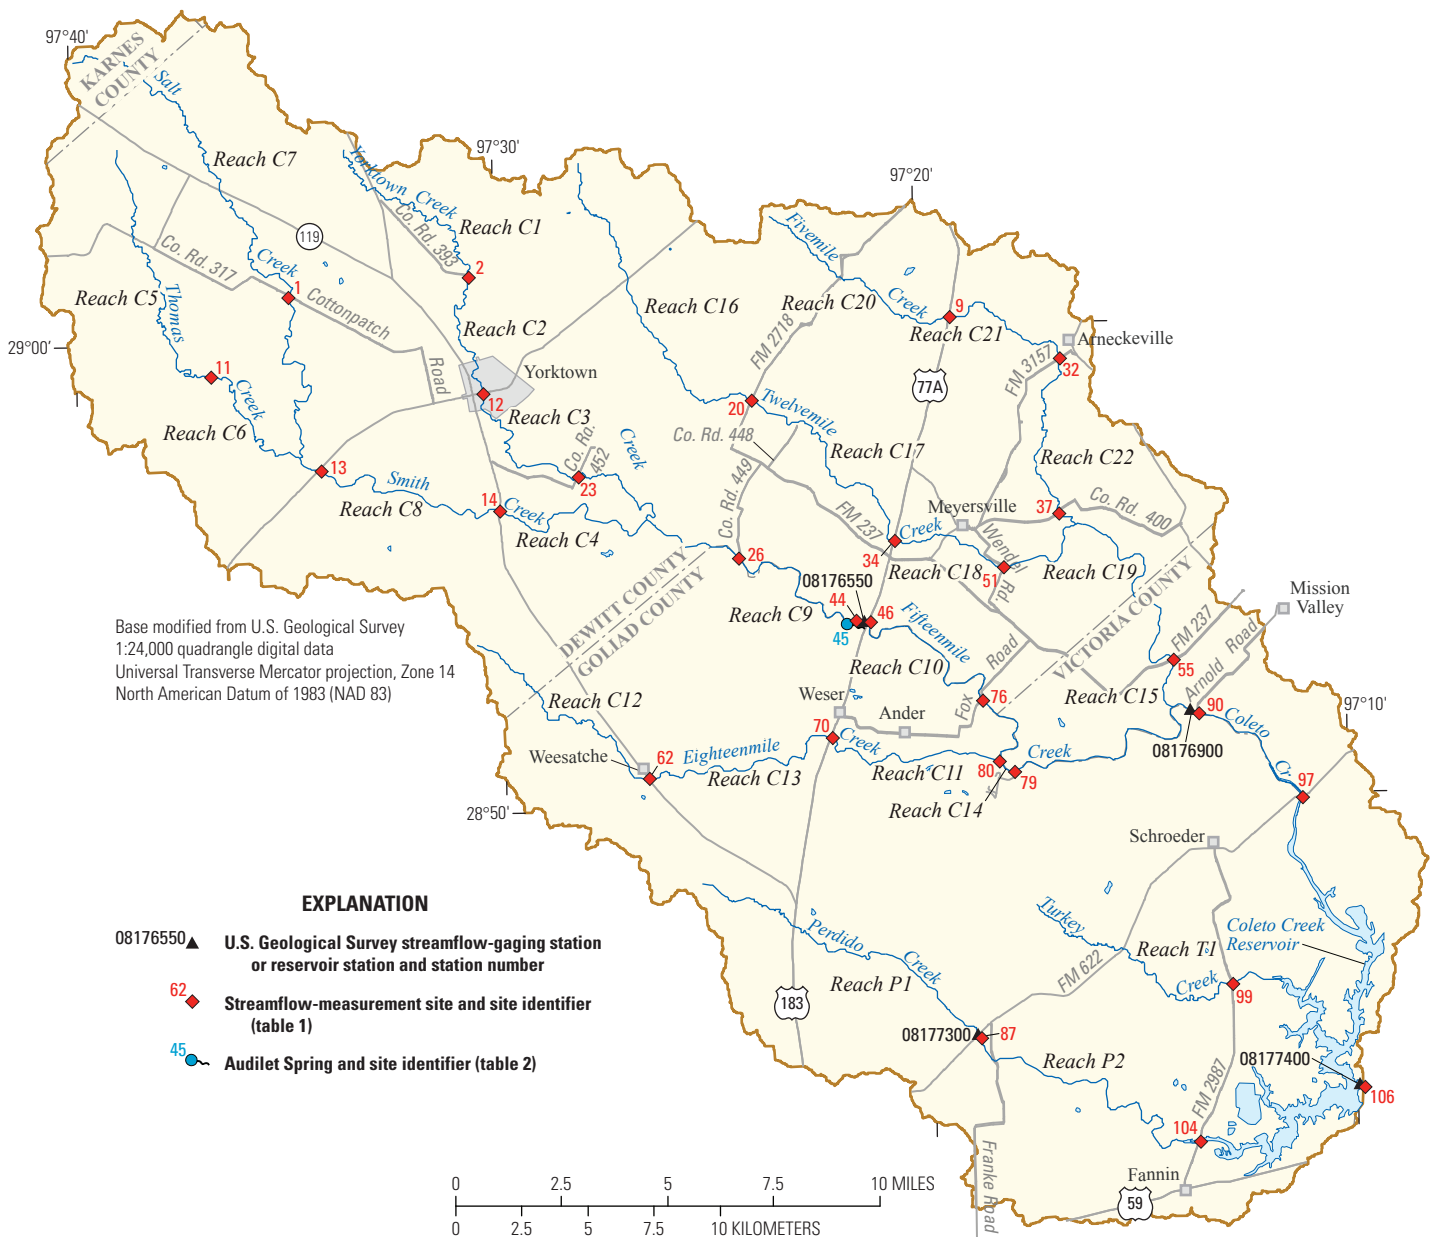 97°40'
KARNES
COUNTY
Salt
Reach C7
97°30'
Yorktown Creek
Co. Rd. 393
Reach C1
97°20'
Fivemile
119
Co. Rd. 317
Creek
2
Reach C5
Thomas
1
Cottonpatch
Reach C2
Reach C16
Reach C20
Creek
9
Reach C21
FM 2718
29°00'
Road
Yorktown
77A
FM 3157
Arneckeville
32
11
Creek
12
Reach C3
20
Twelvemile
Reach C6
Co. Rd. 452
Creek
Co. Rd. 448
Reach C17
Reach C22
13
Smith
23
Co. Rd. 449
Reach C8
14
Creek
Reach C4
FM 237
Meyersville
37
Co. Rd. 400
Creek
34
Wendel Rd.
26
DEWITT COUNTY
GOLIAD COUNTY
08176550
Reach C18
51
Reach C19
Mission
Valley
Reach C9
44
46
45
Fifteenmile
VICTORIA COUNTY
FM 237
Base modified from U.S. Geological Survey
1:24,000 quadrangle digital data
Universal Transverse Mercator projection, Zone 14
North American Datum of 1983 (NAD 83)
Reach C10
Road
55
Arnold Road
Reach C12
Weser
Ander
Fox
76
Reach C15
90
Coleto
97°10'
70
Creek
Creek
08176900
Weesatche
62
Eighteenmile
Reach C13
Reach C11
80
79
Cr
97
Reach C14
28°50'
Schroeder
EXPLANATION
08176550
U.S. Geological Survey streamflow-gaging station
or reservoir station and station number
62
Streamflow-measurement site and site identifier
(table 1)
45
Audilet Spring and site identifier (table 2)
Perdido
Creek
Reach P1
Turkey
Reach T1
Coleto Creek
Reservoir
FM 622
Creek
99
183
08177300
87
Reach P2
08177400
106
FM 2987
104
Franke Road
Fannin
59
0 2.5 5 7.5 10 MILES
0 2.5 5 7.5 10 KILOMETERS